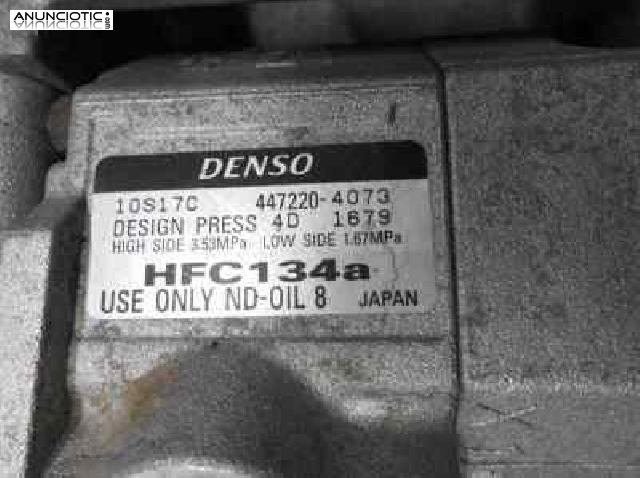 ANUNCIOTIC.com
DENSO
10S17C 447220-4073
DESIGN PRESS 4D 1679
HIGH SIDE 3.53MPa LOW SIDE 1.67MPa
HFC134a
USE ONLY ND-OIL 8 JAPAN